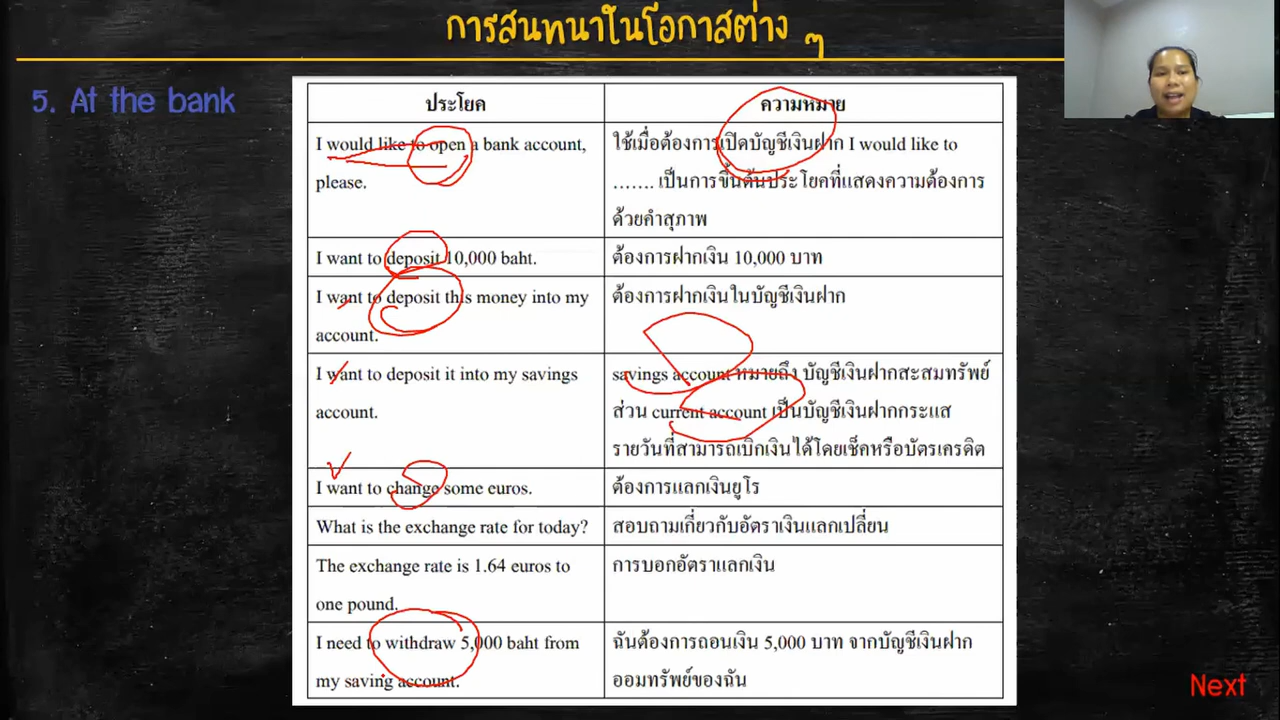 การสนทนาในโอกาสต่าง ๆ
5. At the bank
ประโยค
ความหมาย
I would like to open a bank account,
please.
ใช้เมื่อต้องการเปิดบัญชีเงินฝาก I would like to
....... เป็นการขึ้นต้นประโยคที่แสดงความต้องการ
ด้วยคำสุภาพ
I want to deposit 10,000 baht.
ต้องการฝากเงิน 10,000 บาท
I want to deposit this money into my
account.
ต้องการฝากเงินในบัญชีเงินฝาก
I want to deposit it into my savings
account.
savings account หมายถึง บัญชีเงินฝากสะสมทรัพย์
ส่วน current account เป็นบัญชีเงินฝากกระแส
รายวันที่สามารถเบิกเงินได้โดยเช็คหรือบัตรเครดิต
I want to change some euros.
ต้องการแลกเงินยูโร
What is the exchange rate for today?
สอบถามเกี่ยวกับอัตราเงินแลกเปลี่ยน
The exchange rate is 1.64 euros to
one pound.
การบอกอัตราแลกเงิน
I need to withdraw 5,000 baht from
my saving account.
ฉันต้องการถอนเงิน 5,000 บาท จากบัญชีเงินฝาก
ออมทรัพย์ของฉัน
Next